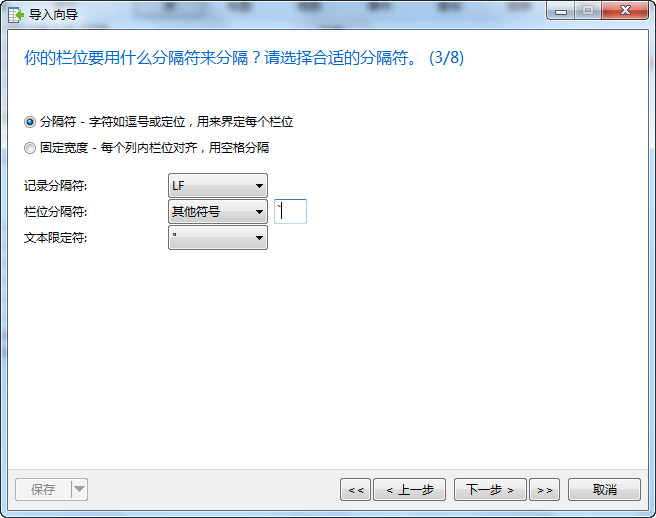 导入向导
你的栏位要用什么分隔符来分隔？请选择合适的分隔符。 (3/8)
分隔符 - 字符如逗号或定位，用来界定每个栏位
固定宽度 - 每个列内栏位对齐，用空格分隔
记录分隔符: LF
栏位分隔符: 其他符号 `
文本限定符: "
保存 << < 上一步 下一步 > >> 取消